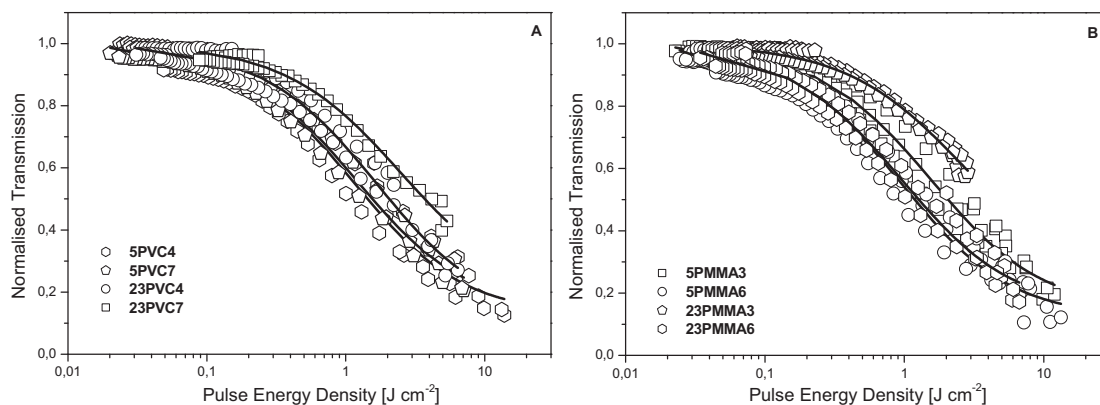 A
1,0
0,8
0,6
0,4
0,2
0,0
Normalised Transmission
5PVC4
5PVC7
23PVC4
23PVC7
0,01 0,1 1 10
Pulse Energy Density [J cm⁻²]
B
1,0
0,8
0,6
0,4
0,2
0,0
Normalised Transmission
5PMMA3
5PMMA6
23PMMA3
23PMMA6
0,01 0,1 1 10
Pulse Energy Density [J cm⁻²]